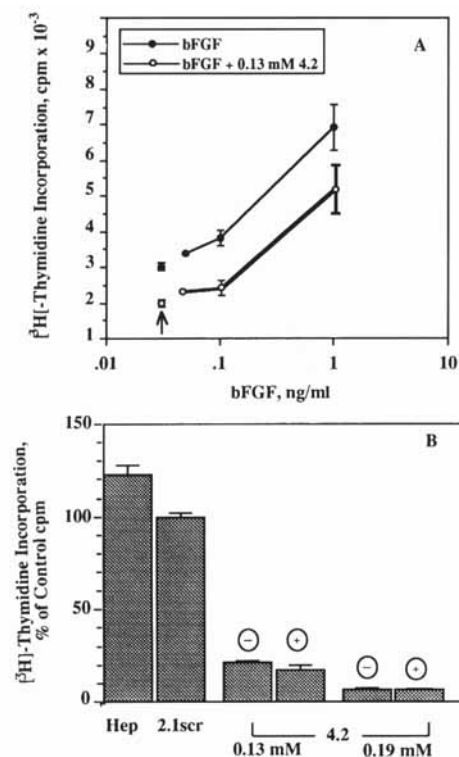 A
bFGF
bFGF + 0.13 mM 4.2
[³H[-Thymidine Incorporation, cpm x 10⁻³
9
8
7
6
5
4
3
2
1
.01
.1
1
10
bFGF, ng/ml
B
[³H]-Thymidine Incorporation,
% of Control cpm
150
100
50
0
−
+
−
+
Hep
2.1scr
4.2
0.13 mM
0.19 mM